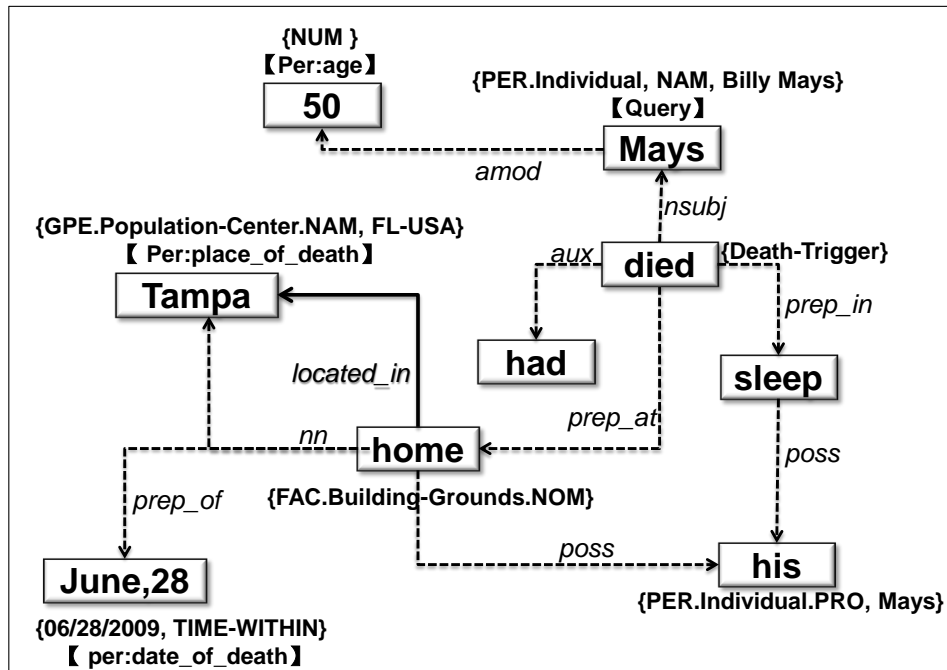 {NUM }
【Per:age】
50
{PER.Individual, NAM, Billy Mays}
【Query】
Mays
amod
nsubj
{GPE.Population-Center.NAM, FL-USA}
【 Per:place_of_death】
Tampa
aux
died
{Death-Trigger}
prep_in
had
sleep
located_in
prep_at
nn
home
poss
{FAC.Building-Grounds.NOM}
prep_of
poss
June,28
his
{PER.Individual.PRO, Mays}
{06/28/2009, TIME-WITHIN}
【 per:date_of_death】